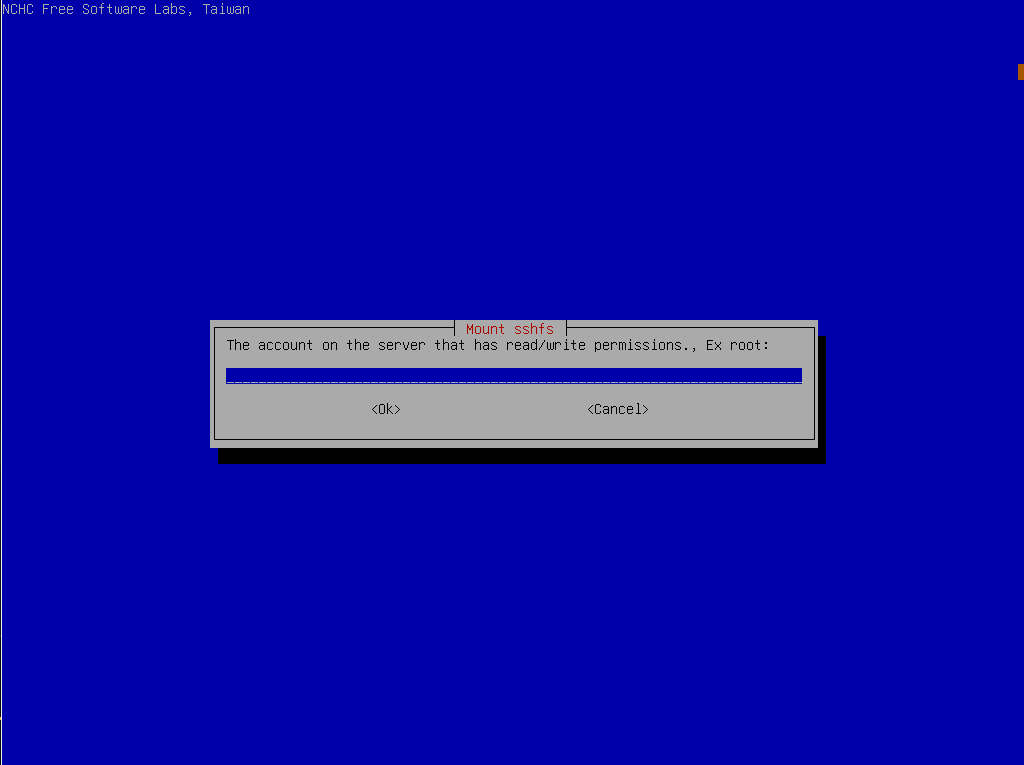 NCHC Free Software Labs, Taiwan
Mount sshfs
The account on the server that has read/write permissions., Ex root:
<Ok> <Cancel>